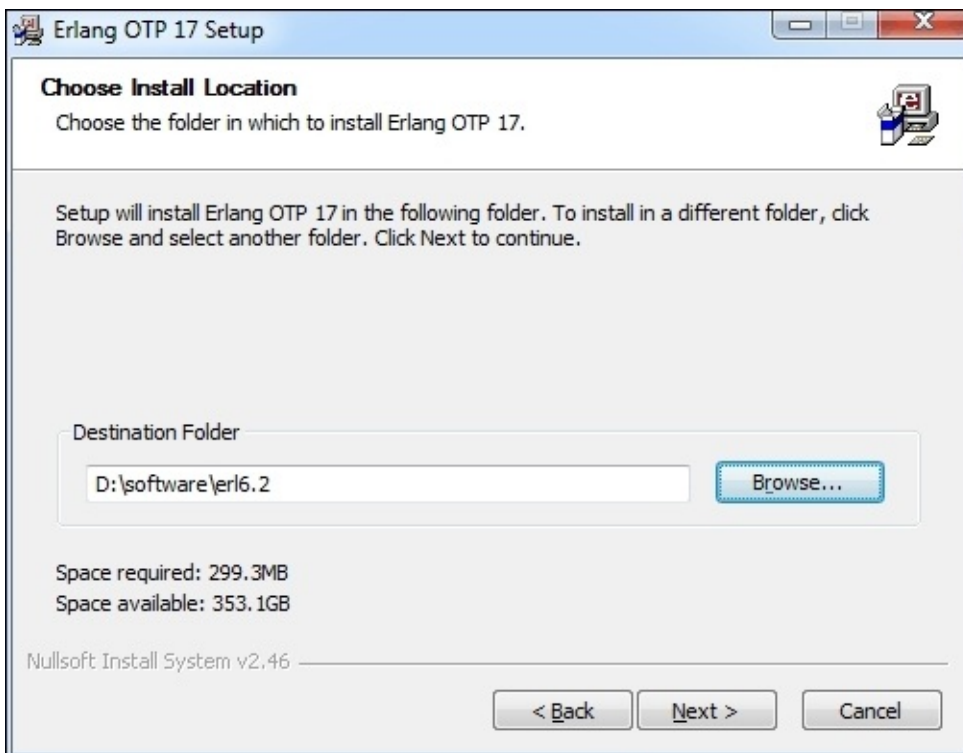 Erlang OTP 17 Setup
Choose Install Location
Choose the folder in which to install Erlang OTP 17.
Setup will install Erlang OTP 17 in the following folder. To install in a different folder, click
Browse and select another folder. Click Next to continue.
Destination Folder
D:\software\erl6.2
Browse...
Space required: 299.3MB
Space available: 353.1GB
Nullsoft Install System v2.46
< Back
Next >
Cancel